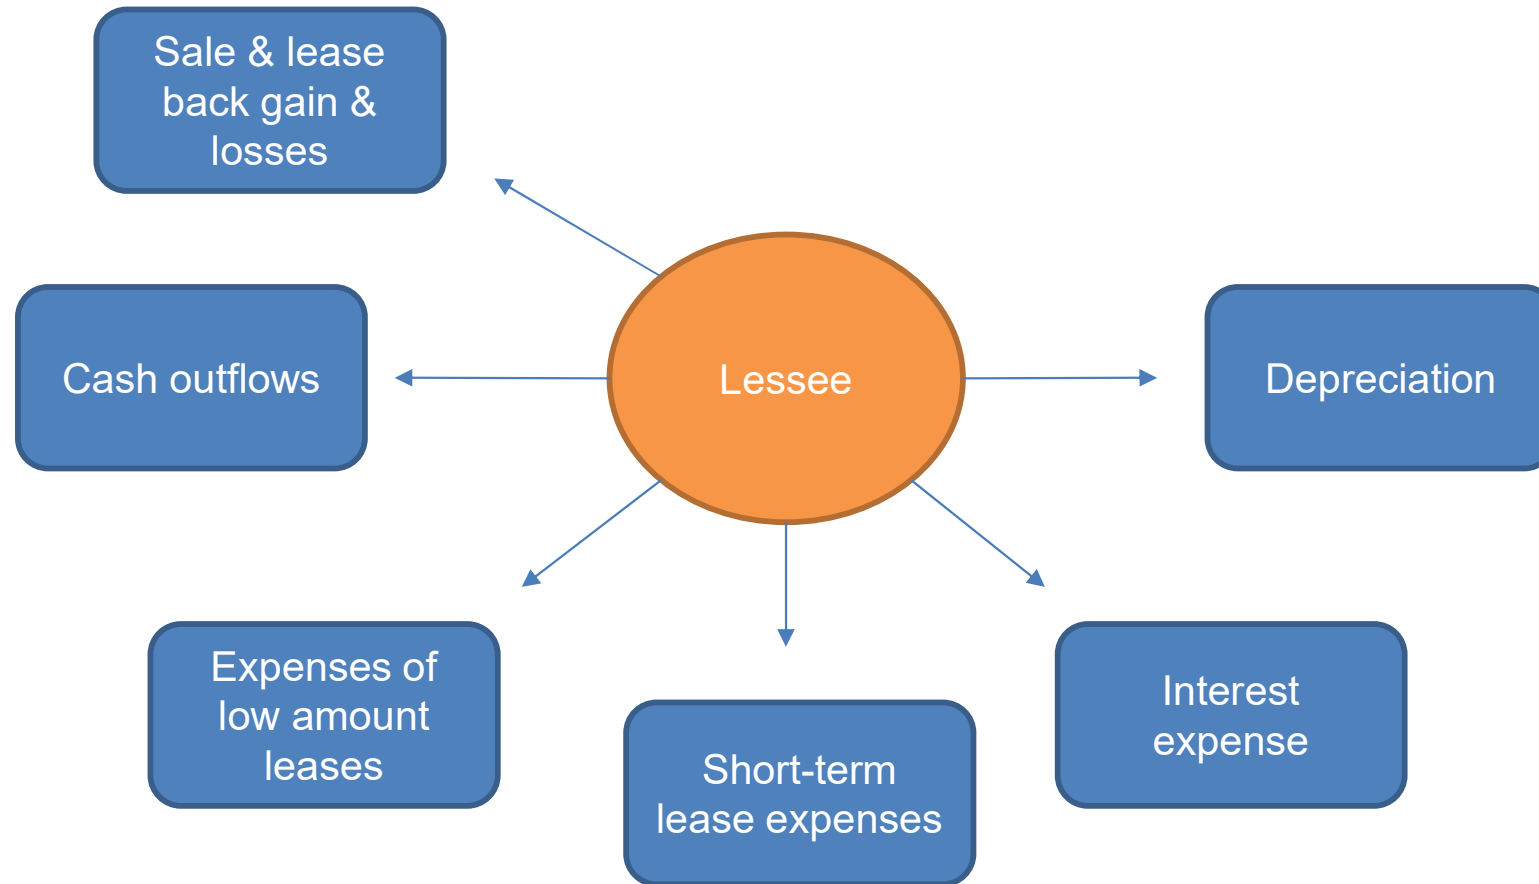 Sale & lease
back gain &
losses
Cash outflows
Lessee
Depreciation
Expenses of
low amount
leases
Short-term
lease expenses
Interest
expense